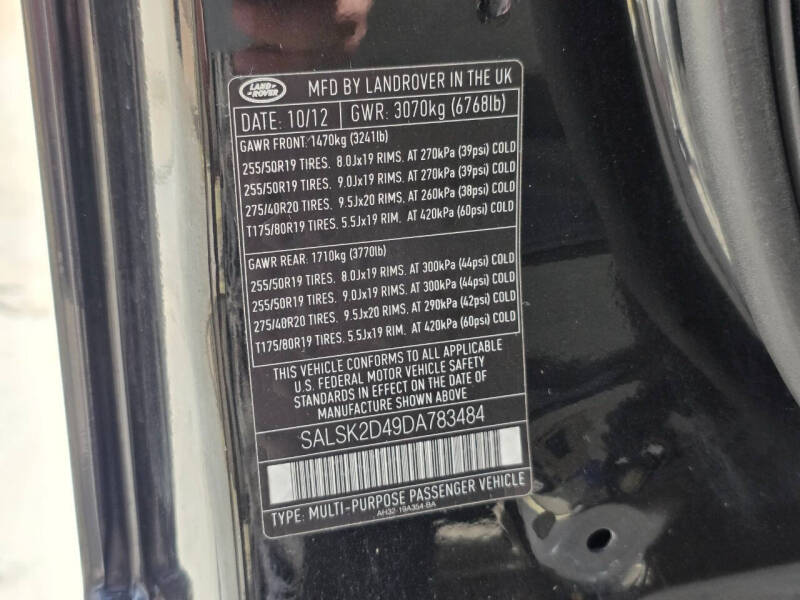 LAND ROVER MFD BY LANDROVER IN THE UK
DATE: 10/12 GWR: 3070kg (6768lb)
GAWR FRONT: 1470kg (3241lb)
255/50R19 TIRES. 8.0Jx19 RIMS. AT 270kPa (39psi) COLD
255/50R19 TIRES. 9.0Jx19 RIMS. AT 270kPa (39psi) COLD
275/40R20 TIRES. 9.5Jx20 RIMS. AT 260kPa (38psi) COLD
T175/80R19 TIRES. 5.5Jx19 RIM. AT 420kPa (60psi) COLD
GAWR REAR: 1710kg (3770lb)
255/50R19 TIRES. 8.0Jx19 RIMS. AT 300kPa (44psi) COLD
255/50R19 TIRES. 9.0Jx19 RIMS. AT 300kPa (44psi) COLD
275/40R20 TIRES. 9.5Jx20 RIMS. AT 290kPa (42psi) COLD
T175/80R19 TIRES. 5.5Jx19 RIM. AT 420kPa (60psi) COLD
THIS VEHICLE CONFORMS TO ALL APPLICABLE
U.S. FEDERAL MOTOR VEHICLE SAFETY
STANDARDS IN EFFECT ON THE DATE OF
MANUFACTURE SHOWN ABOVE
SALSK2D49DA783484
TYPE: MULTI-PURPOSE PASSENGER VEHICLE
AH32-19A354-BA